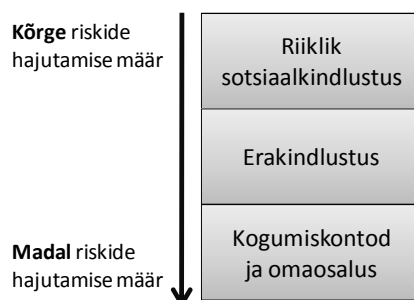 Kõrge riskide
hajutamise määr
Riiklik
sotsiaalkindlustus
Erakindlustus
Madal riskide
hajutamise määr
Kogumiskontod
ja omaosalus